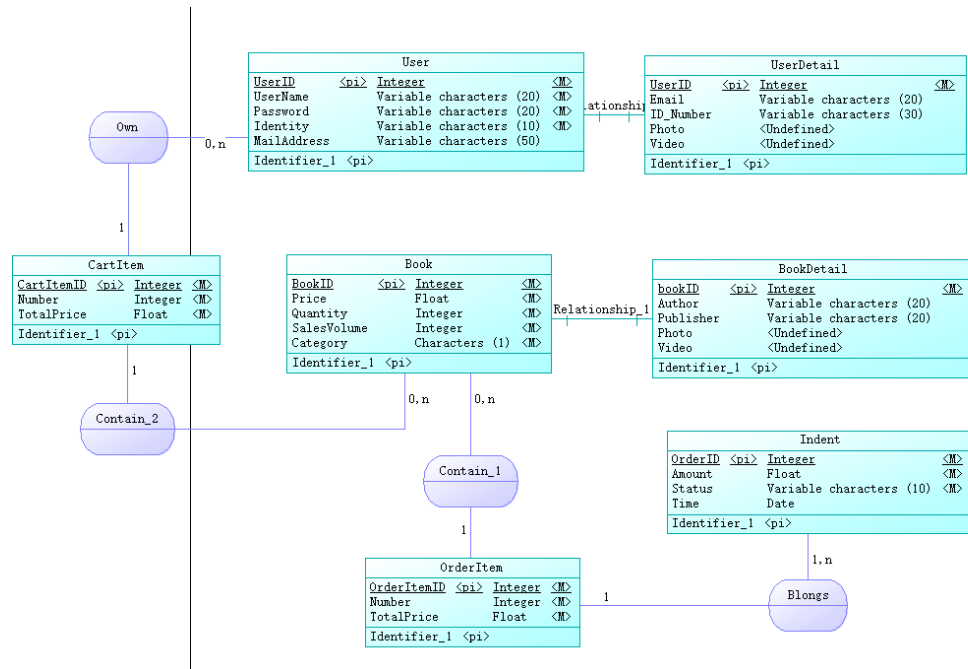 User
UserID <pi> Integer <M>
UserName Variable characters (20) <M>
Password Variable characters (20) <M>
Identity Variable characters (10) <M>
MailAddress Variable characters (50)
Identifier_1 <pi>
UserDetail
UserID <pi> Integer <M>
Email Variable characters (20)
ID_Number Variable characters (30)
Photo <Undefined>
Video <Undefined>
Identifier_1 <pi>
Own
0,n
1
CartItem
CartItemID <pi> Integer <M>
Number Integer <M>
TotalPrice Float <M>
Identifier_1 <pi>
Book
BookID <pi> Integer <M>
Price Float <M>
Quantity Integer <M>
SalesVolume Integer <M>
Category Characters (1) <M>
Identifier_1 <pi>
Relationship_1
BookDetail
bookID <pi> Integer <M>
Author Variable characters (20)
Publisher Variable characters (20)
Photo <Undefined>
Video <Undefined>
Identifier_1 <pi>
1
Contain_2
0,n
0,n
Contain_1
1
Indent
OrderID <pi> Integer <M>
Amount Float <M>
Status Variable characters (10) <M>
Time Date
Identifier_1 <pi>
1,n
OrderItem
OrderItemID <pi> Integer <M>
Number Integer <M>
TotalPrice Float <M>
Identifier_1 <pi>
1
Blongs